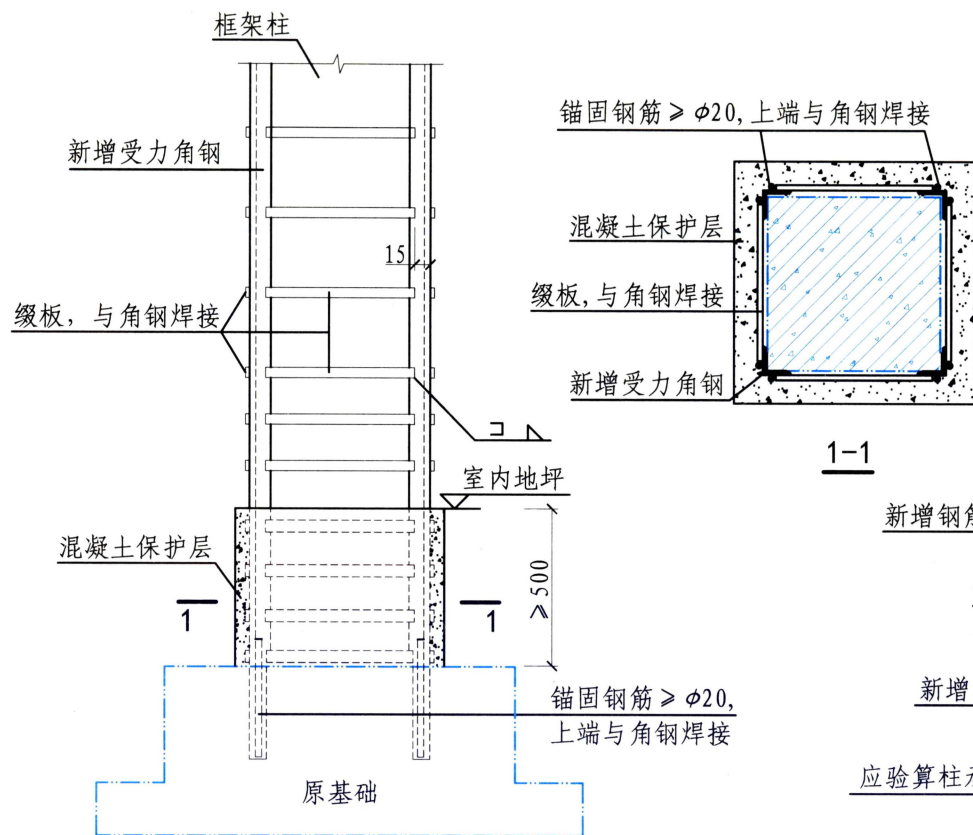 框架柱
新增受力角钢
15
缀板，与角钢焊接
室内地坪
混凝土保护层
1
1
≥500
锚固钢筋≥φ20,
上端与角钢焊接
原基础
锚固钢筋≥φ20,上端与角钢焊接
混凝土保护层
缀板,与角钢焊接
新增受力角钢
1-1
新增钢
新增
应验算柱